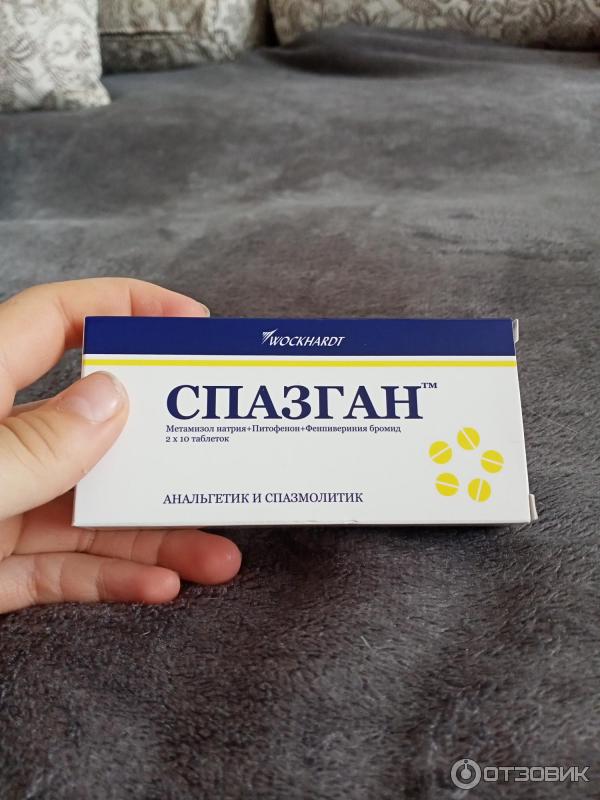 WOCKHARDT
СПАЗГАН™
Метамизол натрия+Питофенон+Фенпивериния бромид
2 x 10 таблеток
АНАЛЬГЕТИК И СПАЗМОЛИТИК
ОТЗОВИК